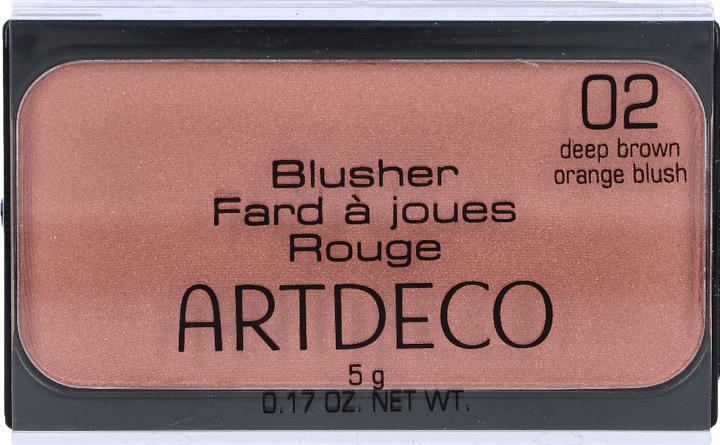 02
deep brown
orange blush
Blusher
Fard à joues
Rouge
ARTDECO
5 g
0.17 OZ. NET WT.